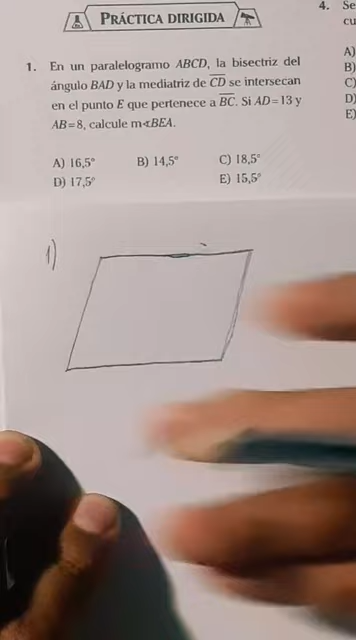 PRÁCTICA DIRIGIDA
1. En un paralelogramo ABCD, la bisectriz del
ángulo BAD y la mediatriz de CD se intersecan
en el punto E que pertenece a BC. Si AD=13 y
AB=8, calcule m∢BEA.
A) 16,5° B) 14,5° C) 18,5°
D) 17,5° E) 15,5°
4. Se
cu
A)
B)
C)
D)
E)
1)